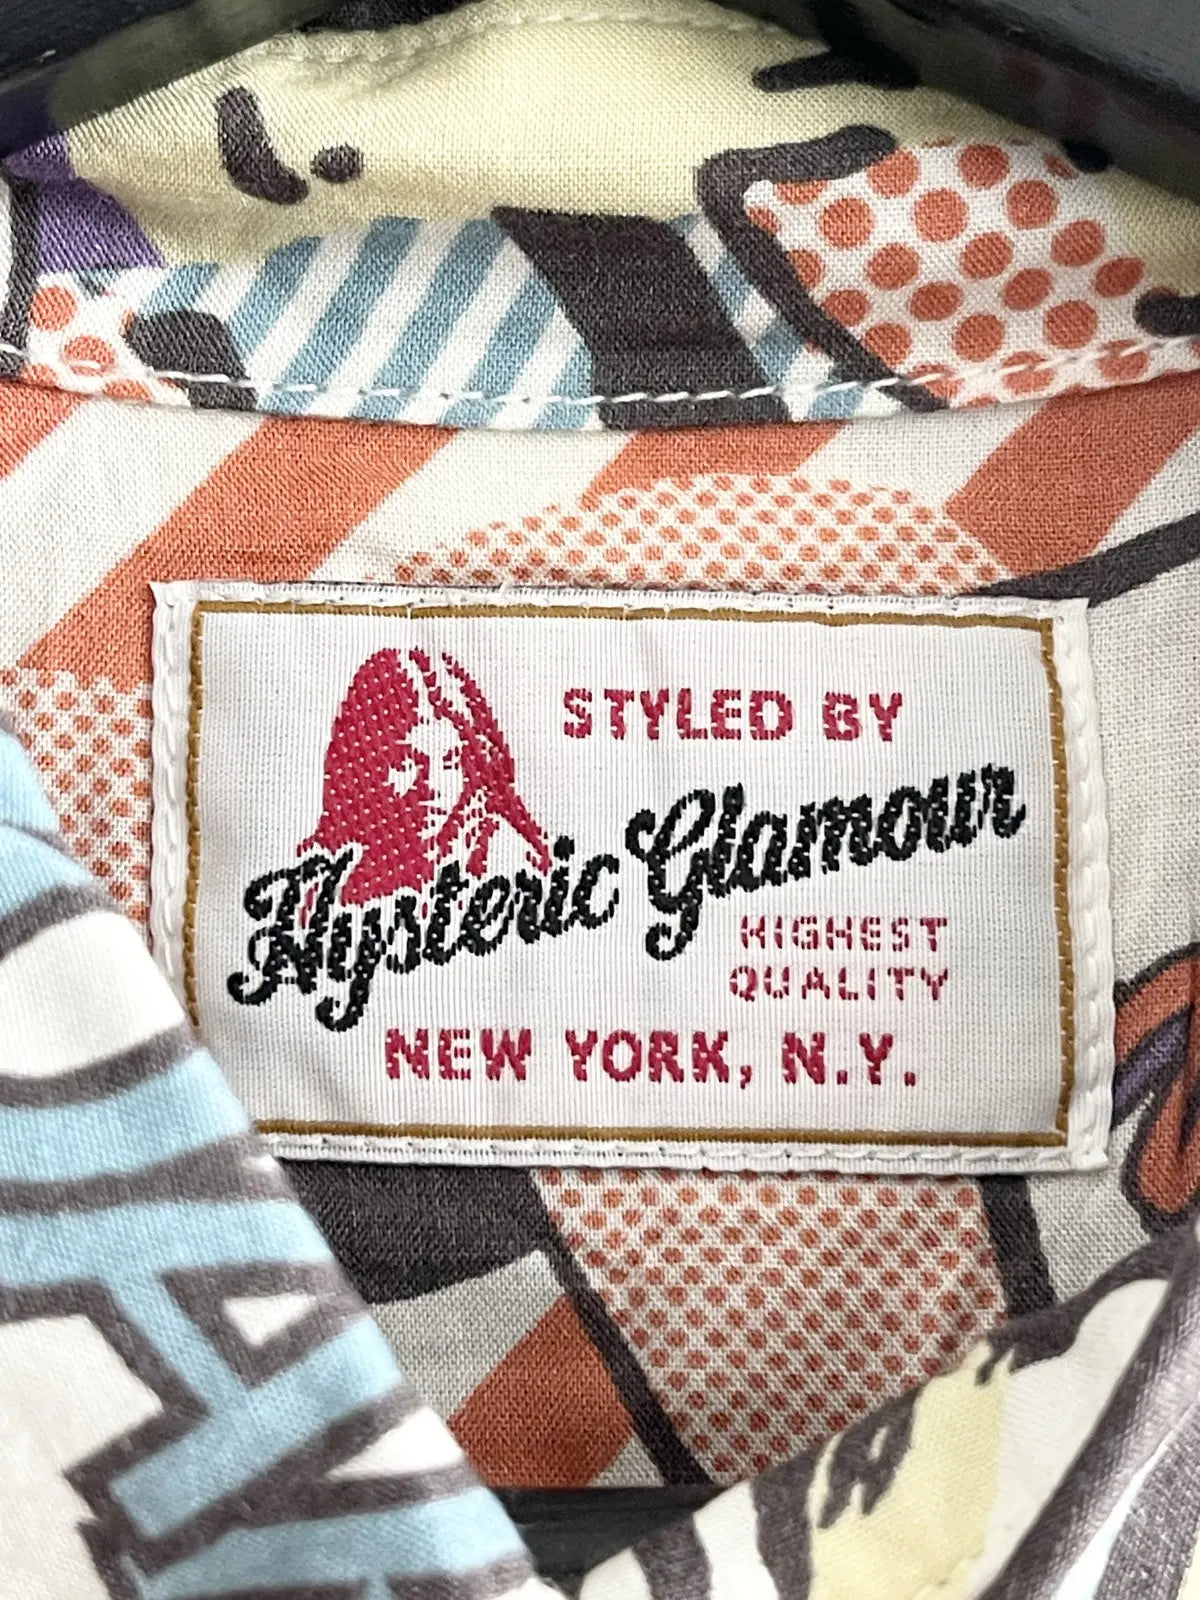 STYLED BY
Hysteric Glamour
HIGHEST
QUALITY
NEW YORK, N.Y.